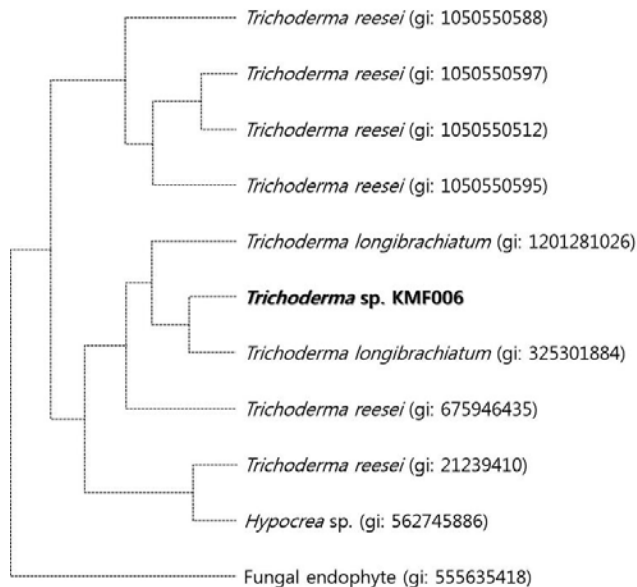 Trichoderma reesei (gi: 1050550588)
Trichoderma reesei (gi: 1050550597)
Trichoderma reesei (gi: 1050550512)
Trichoderma reesei (gi: 1050550595)
Trichoderma longibrachiatum (gi: 1201281026)
Trichoderma sp. KMF006
Trichoderma longibrachiatum (gi: 325301884)
Trichoderma reesei (gi: 675946435)
Trichoderma reesei (gi: 21239410)
Hypocrea sp. (gi: 562745886)
Fungal endophyte (gi: 555635418)